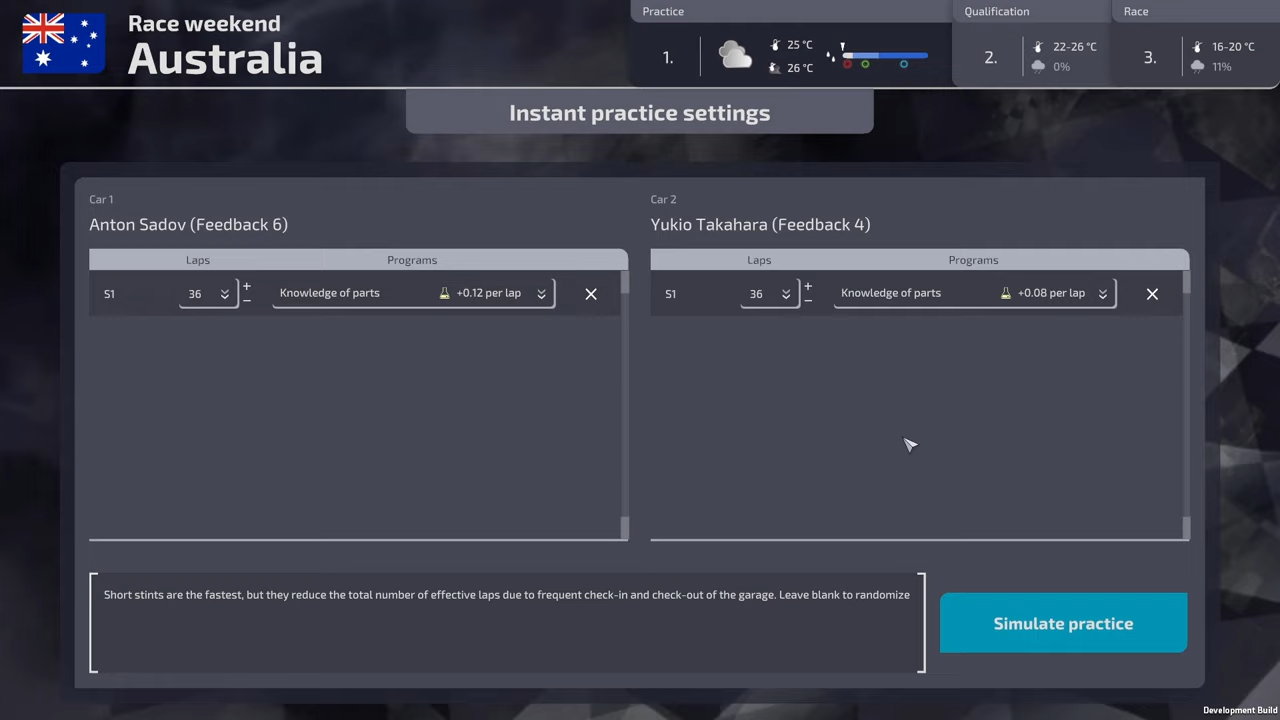 Race weekend
Australia
Practice
1.
25 °C
26 °C
Qualification
2.
22-26 °C
0%
Race
3.
16-20 °C
11%
Instant practice settings
Car 1
Anton Sadov (Feedback 6)
Laps Programs
S1 36 + − Knowledge of parts +0.12 per lap
Car 2
Yukio Takahara (Feedback 4)
Laps Programs
S1 36 + − Knowledge of parts +0.08 per lap
Short stints are the fastest, but they reduce the total number of effective laps due to frequent check-in and check-out of the garage. Leave blank to randomize
Simulate practice
Development Build